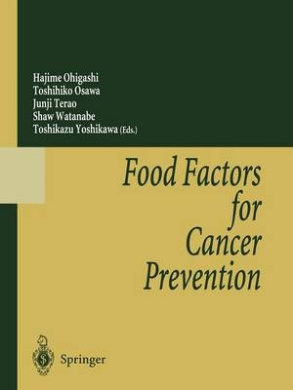 Hajime Ohigashi
Toshihiko Osawa
Junji Terao
Shaw Watanabe
Toshikazu Yoshikawa (Eds.)
Food Factors
for
Cancer
Prevention
Springer